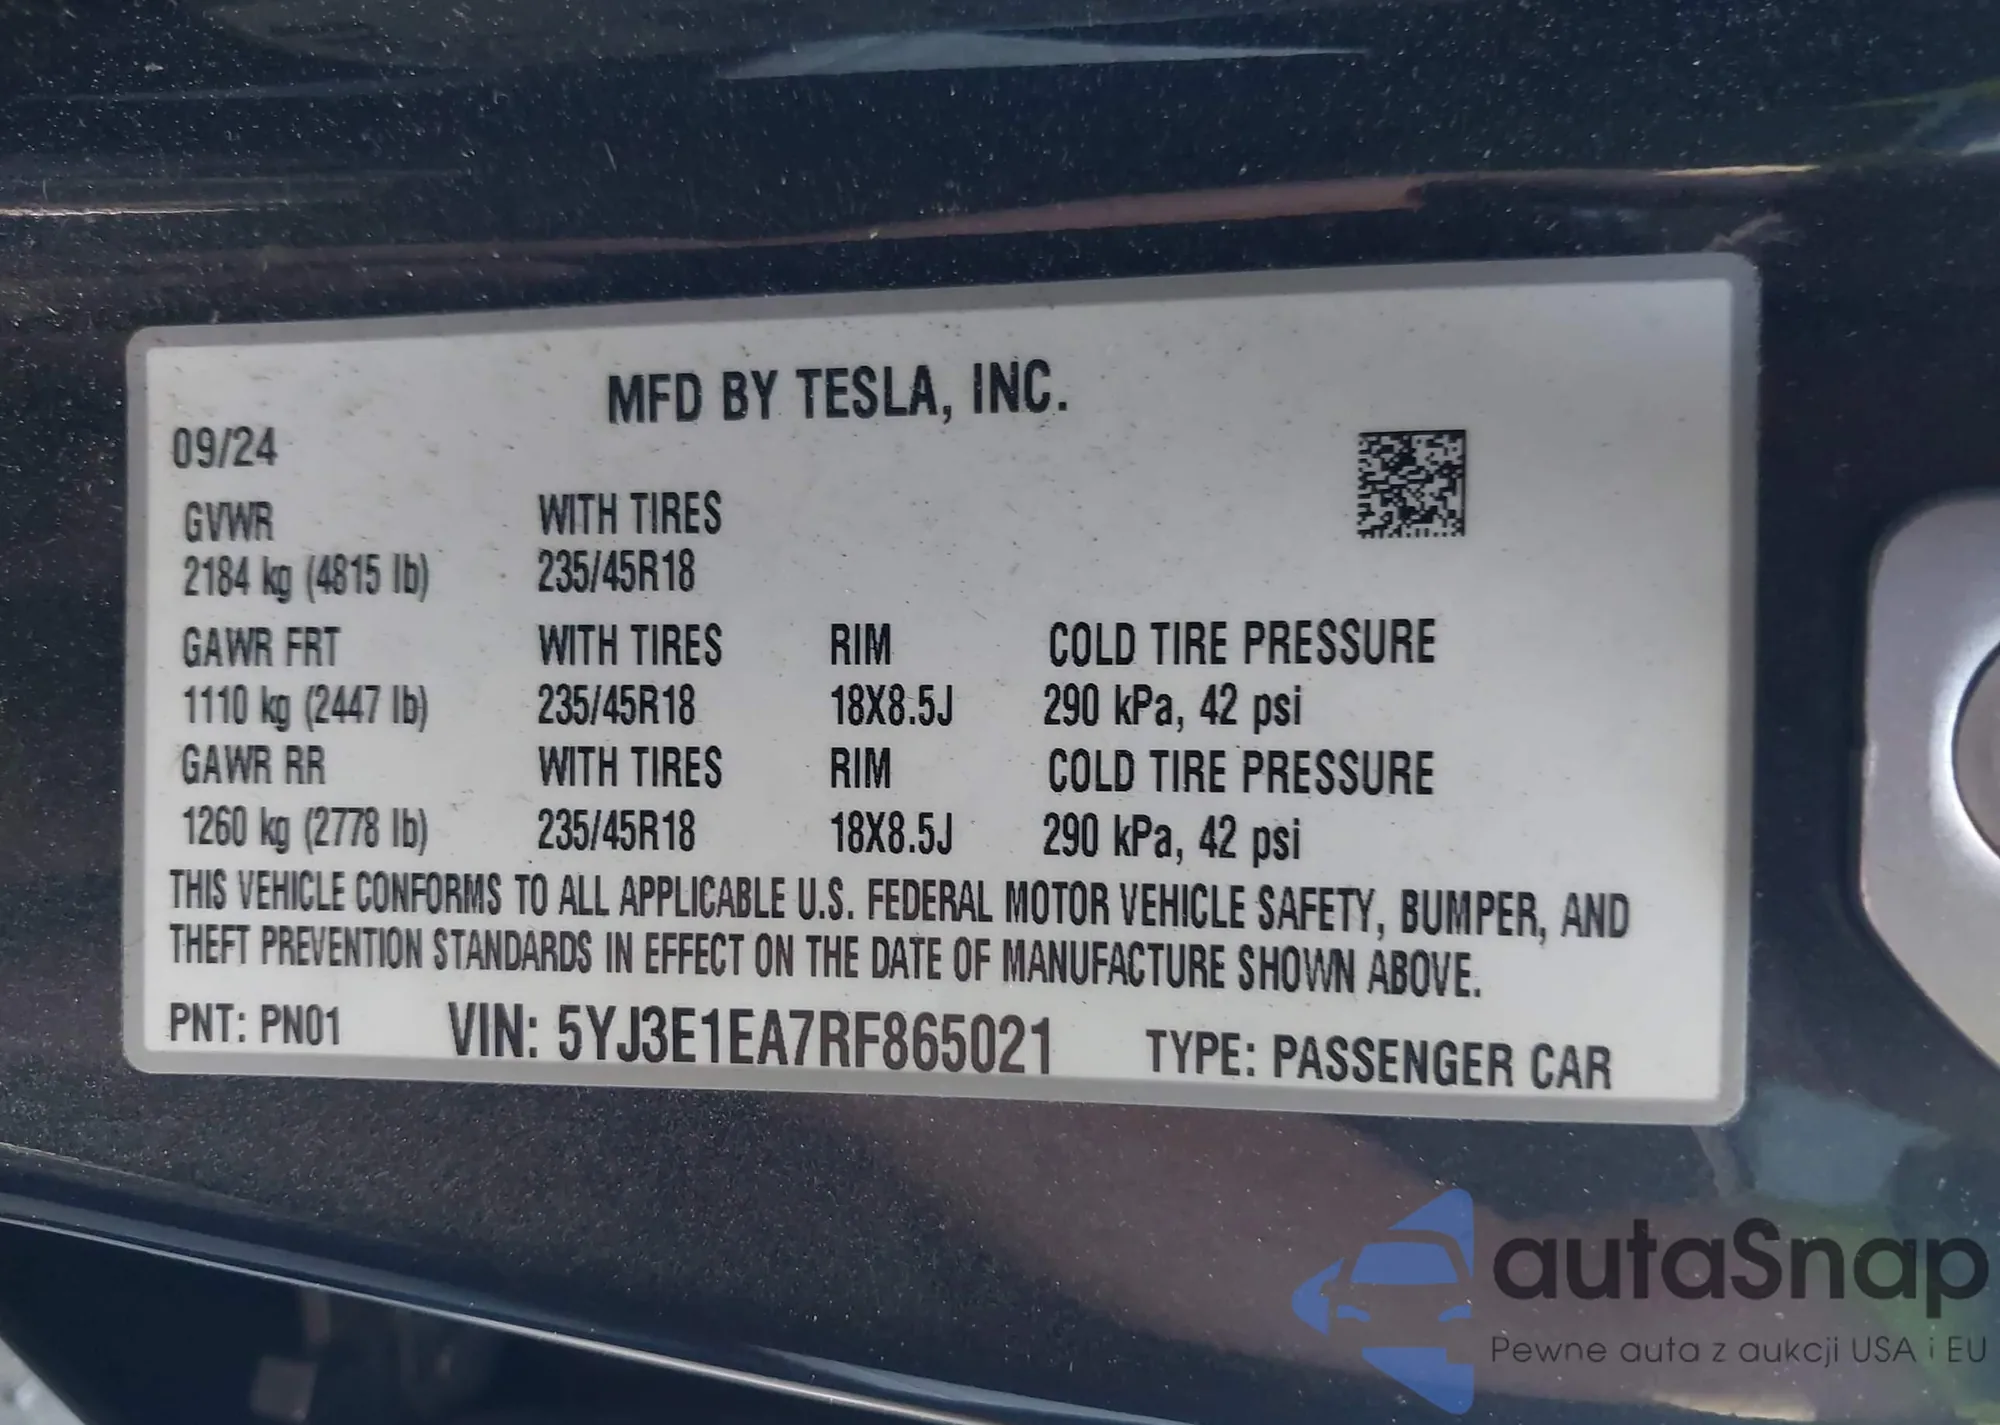 MFD BY TESLA, INC.
09/24
GVWR WITH TIRES
2184 kg (4815 lb) 235/45R18
GAWR FRT WITH TIRES RIM COLD TIRE PRESSURE
1110 kg (2447 lb) 235/45R18 18X8.5J 290 kPa, 42 psi
GAWR RR WITH TIRES RIM COLD TIRE PRESSURE
1260 kg (2778 lb) 235/45R18 18X8.5J 290 kPa, 42 psi
THIS VEHICLE CONFORMS TO ALL APPLICABLE U.S. FEDERAL MOTOR VEHICLE SAFETY, BUMPER, AND
THEFT PREVENTION STANDARDS IN EFFECT ON THE DATE OF MANUFACTURE SHOWN ABOVE.
PNT: PN01 VIN: 5YJ3E1EA7RF865021 TYPE: PASSENGER CAR
autaSnap
Pewne auta z aukcji USA i EU